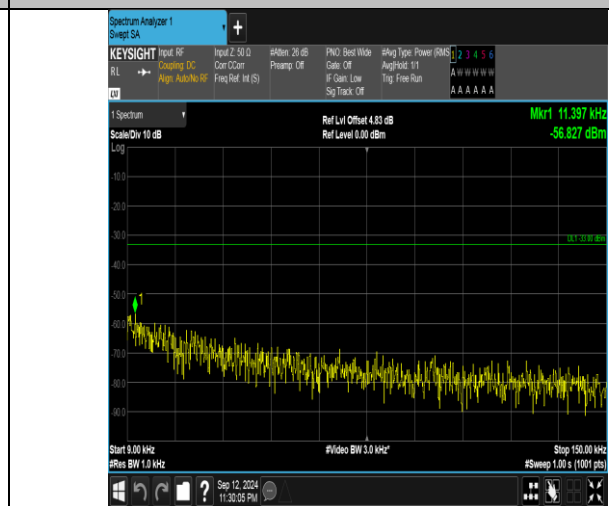 Spectrum Analyzer 1
Swept SA
+
KEYSIGHT Input: RF Input Z: 50 Ω #Atten: 26 dB PNO: Best Wide #Avg Type: Power (RMS 1 2 3 4 5 6
RL Coupling: DC Corr CCorr Preamp: Off Gate: Off Avg|Hold: 1/1 A W W W W W
Align: Auto/No RF Freq Ref: Int (S) IF Gain: Low Trig: Free Run
Sig Track: Off A A A A A A
LXI
1 Spectrum Ref Lvl Offset 4.83 dB Mkr1 11.397 kHz
Scale/Div 10 dB Ref Level 0.00 dBm -56.827 dBm
Log
-10.0
-20.0
-30.0
DL1 -33.00 dBm
-40.0
-50.0
1
-60.0
-70.0
-80.0
-90.0
Start 9.00 kHz #Video BW 3.0 kHz* Stop 150.00 kHz
#Res BW 1.0 kHz #Sweep 1.00 s (1001 pts)
? Sep 12, 2024
11:30:05 PM